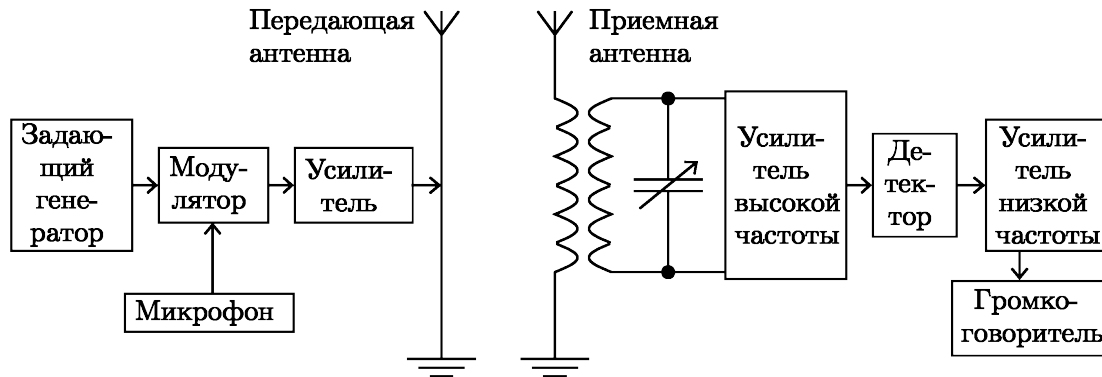 Передающая
антенна
Приемная
антенна
Задаю-
щий
гене-
ратор
Моду-
лятор
Усили-
тель
Микрофон
Усили-
тель
высокой
частоты
Де-
тек-
тор
Усили-
тель
низкой
частоты
Громко-
говоритель